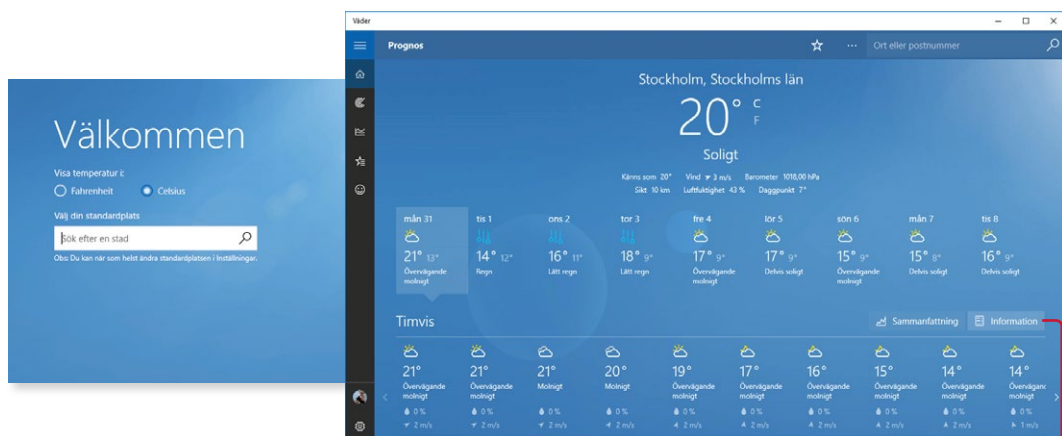 Välkommen
Visa temperatur i:
Fahrenheit Celsius
Välj din standardplats
Sök efter en stad
Obs: Du kan när som helst ändra standardplatsen i Inställningar.
Väder
Prognos Ort eller postnummer
Stockholm, Stockholms län
20° C
F
Soligt
Känns som 20° Vind 3 m/s Barometer 1018,00 hPa
Sikt 10 km Luftfuktighet 43 % Daggpunkt 7°
mån 31 tis 1 ons 2 tor 3 fre 4 lör 5 sön 6 mån 7 tis 8
21° 13° 14° 12° 16° 11° 18° 9° 17° 9° 17° 9° 15° 9° 15° 8° 16° 9°
Övervägande Regn Lätt regn Lätt regn Övervägande Delvis soligt Övervägande Delvis soligt Delvis soligt
molnigt molnigt molnigt
Timvis Sammanfattning Information
21° 21° 21° 20° 19° 17° 16° 15° 14° 14°
Övervägande Övervägande Molnigt Molnigt Övervägande Övervägande Övervägande Övervägande Övervägande Överväganc
molnigt molnigt molnigt molnigt molnigt molnigt molnigt molnigt
0 % 0 % 0 % 0 % 0 % 0 % 0 % 0 % 0 % 0 %
2 m/s 2 m/s 2 m/s 2 m/s 2 m/s 2 m/s 2 m/s 2 m/s 2 m/s 1 m/s